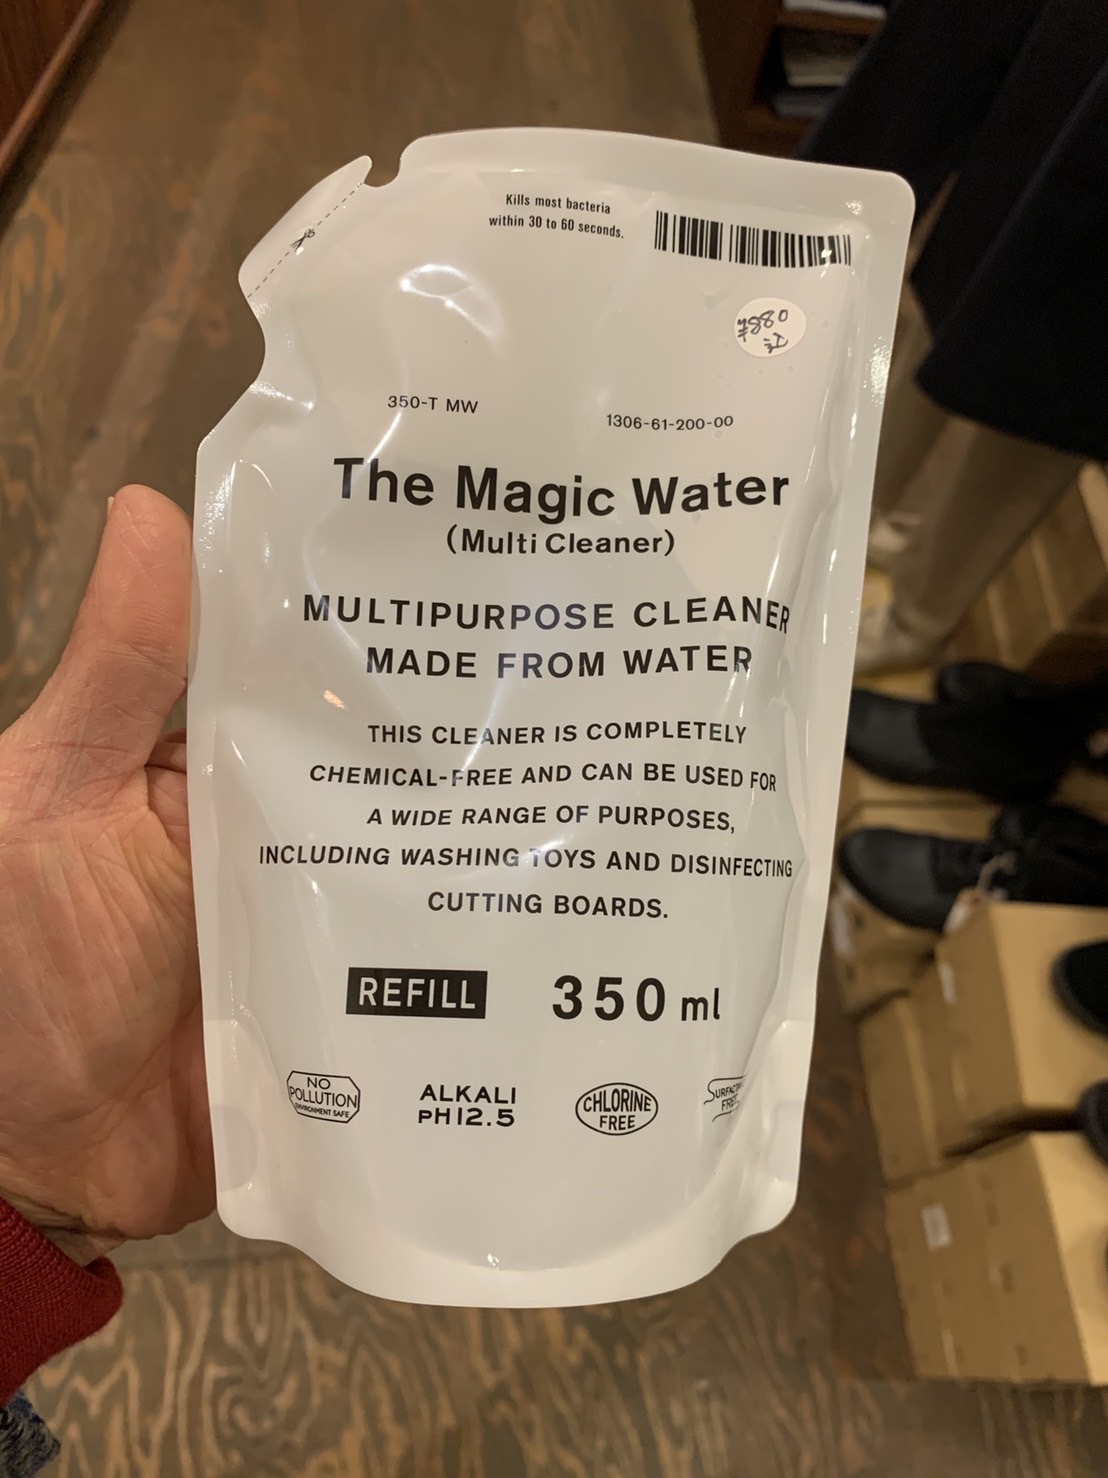 Kills most bacteria
within 30 to 60 seconds.
¥880
350-T MW
1306-61-200-00
The Magic Water
(Multi Cleaner)
MULTIPURPOSE CLEANER
MADE FROM WATER
THIS CLEANER IS COMPLETELY
CHEMICAL-FREE AND CAN BE USED FOR
A WIDE RANGE OF PURPOSES,
INCLUDING WASHING TOYS AND DISINFECTING
CUTTING BOARDS.
REFILL 350 ml
NO
POLLUTION
ENVIRONMENT SAFE
ALKALI
PH12.5
CHLORINE
FREE
FREE